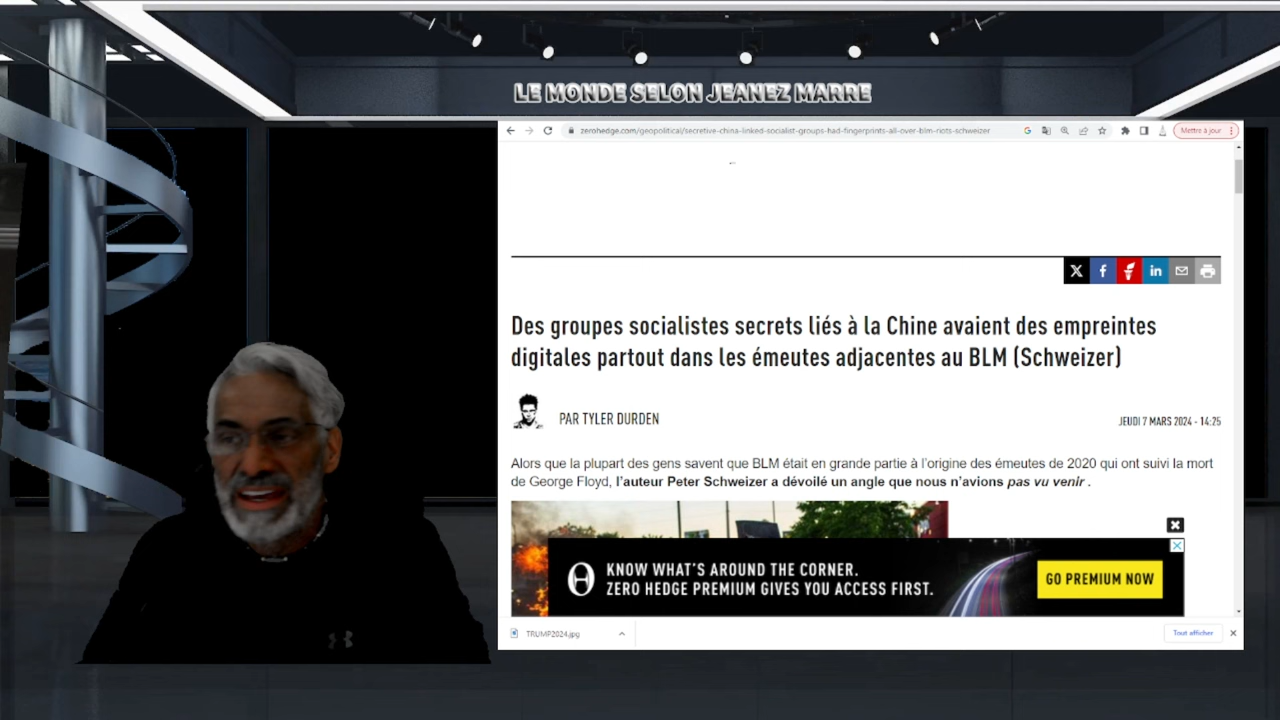 LE MONDE SELON JEANEZ MARRE
zerohedge.com/geopolitical/secretive-china-linked-socialist-groups-had-fingerprints-all-over-blm-riots-schweizer
Mettre à jour
Des groupes socialistes secrets liés à la Chine avaient des empreintes
digitales partout dans les émeutes adjacentes au BLM (Schweizer)
PAR TYLER DURDEN
JEUDI 7 MARS 2024 - 14:25
Alors que la plupart des gens savent que BLM était en grande partie à l'origine des émeutes de 2020 qui ont suivi la mort
de George Floyd, l'auteur Peter Schweizer a dévoilé un angle que nous n'avions pas vu venir .
KNOW WHAT'S AROUND THE CORNER.
ZERO HEDGE PREMIUM GIVES YOU ACCESS FIRST.
GO PREMIUM NOW
TRUMP2024.jpg
Tout afficher